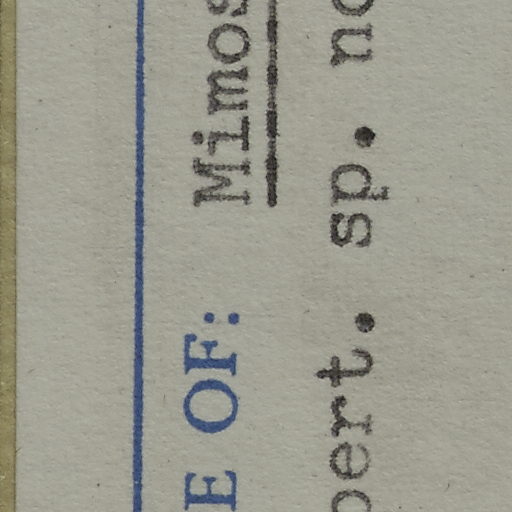 E OF: Mimos
pert. sp. no